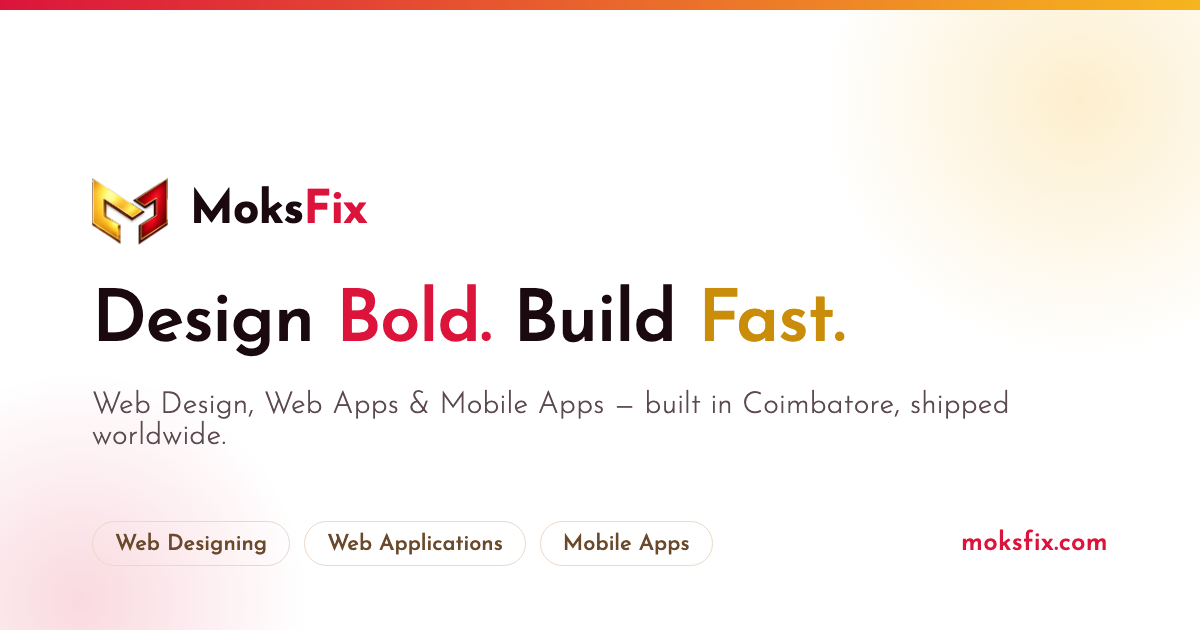 MoksFix
Design Bold. Build Fast.
Web Design, Web Apps & Mobile Apps – built in Coimbatore, shipped
worldwide.
Web Designing
Web Applications
Mobile Apps
moksfix.com